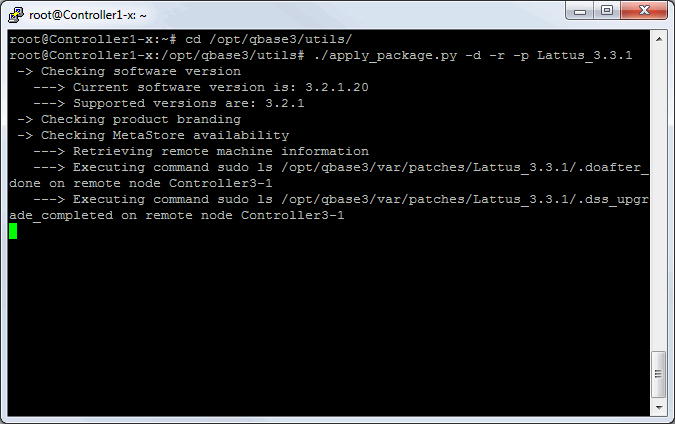 root@Controller1-x: ~
root@Controller1-x:~# cd /opt/qbase3/utils/
root@Controller1-x:/opt/qbase3/utils# ./apply_package.py -d -r -p Lattus_3.3.1
-> Checking software version
---> Current software version is: 3.2.1.20
---> Supported versions are: 3.2.1
-> Checking product branding
-> Checking MetaStore availability
---> Retrieving remote machine information
---> Executing command sudo ls /opt/qbase3/var/patches/Lattus_3.3.1/.doafter_
done on remote node Controller3-1
---> Executing command sudo ls /opt/qbase3/var/patches/Lattus_3.3.1/.dss_upgr
ade_completed on remote node Controller3-1